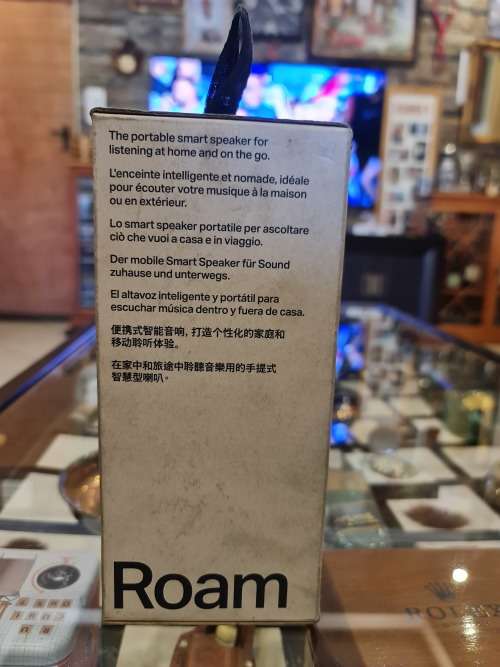 The portable smart speaker for
listening at home and on the go.
L'enceinte intelligente et nomade, idéale
pour écouter votre musique à la maison
ou en extérieur.
Lo smart speaker portatile per ascoltare
ciò che vuoi a casa e in viaggio.
Der mobile Smart Speaker für Sound
zuhause und unterwegs.
El altavoz inteligente y portátil para
escuchar música dentro y fuera de casa.
便携式智能音响，打造个性化的家庭和
移动聆听体验。
在家中和旅途中聆聽音樂用的手提式
智慧型喇叭。
Roam